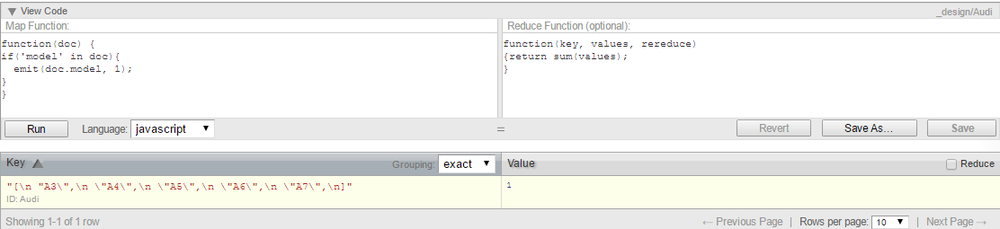 View Code _design/Audi
Map Function: Reduce Function (optional):
function(doc) {
if('model' in doc){
emit(doc.model, 1);
}
}
function(key, values, rereduce)
{return sum(values);
}
Run Language: javascript = Revert Save As... Save
Key Grouping: exact Value Reduce
"[\n "A3\",\n \"A4\",\n \"A5\",\n \"A6\",\n \"A7\",\n]" 1
ID: Audi
Showing 1-1 of 1 row ← Previous Page | Rows per page: 10 | Next Page →